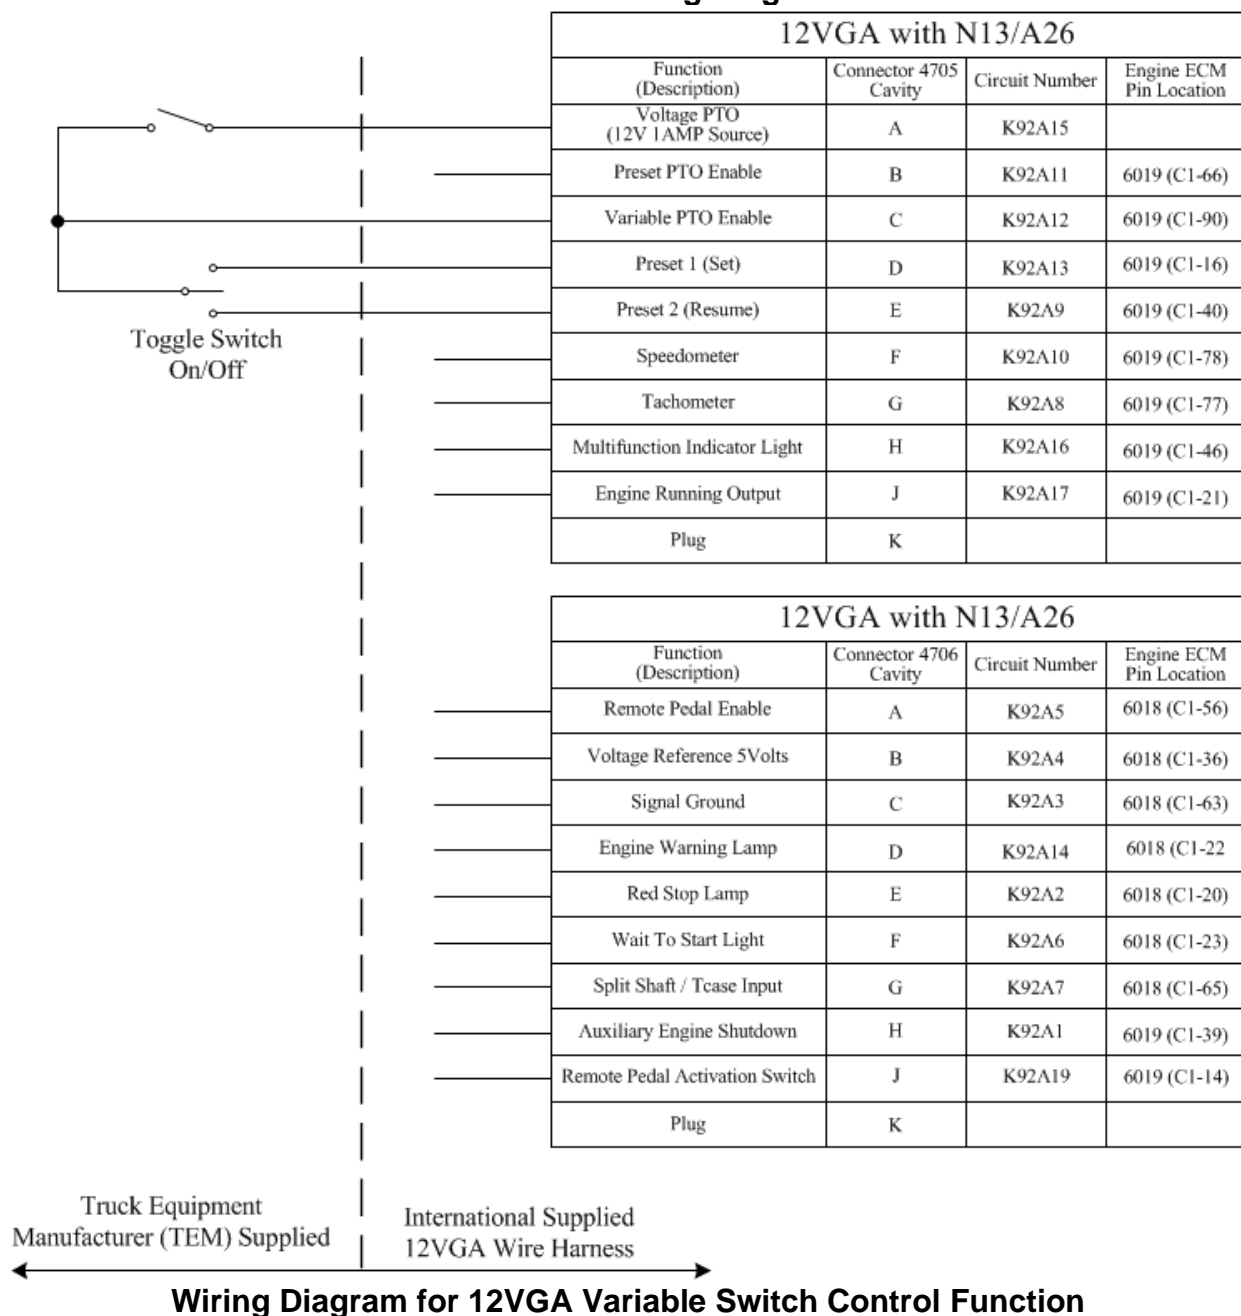 12VGA with N13/A26
Function (Description) Connector 4705 Cavity Circuit Number Engine ECM Pin Location
Voltage PTO (12V 1AMP Source) A K92A15
Preset PTO Enable B K92A11 6019 (C1-66)
Variable PTO Enable C K92A12 6019 (C1-90)
Preset 1 (Set) D K92A13 6019 (C1-16)
Preset 2 (Resume) E K92A9 6019 (C1-40)
Speedometer F K92A10 6019 (C1-78)
Tachometer G K92A8 6019 (C1-77)
Multifunction Indicator Light H K92A16 6019 (C1-46)
Engine Running Output J K92A17 6019 (C1-21)
Plug K
Toggle Switch
On/Off
12VGA with N13/A26
Function (Description) Connector 4706 Cavity Circuit Number Engine ECM Pin Location
Remote Pedal Enable A K92A5 6018 (C1-56)
Voltage Reference 5Volts B K92A4 6018 (C1-36)
Signal Ground C K92A3 6018 (C1-63)
Engine Warning Lamp D K92A14 6018 (C1-22
Red Stop Lamp E K92A2 6018 (C1-20)
Wait To Start Light F K92A6 6018 (C1-23)
Split Shaft / Tcase Input G K92A7 6018 (C1-65)
Auxiliary Engine Shutdown H K92A1 6019 (C1-39)
Remote Pedal Activation Switch J K92A19 6019 (C1-14)
Plug K
Truck Equipment
Manufacturer (TEM) Supplied
International Supplied
12VGA Wire Harness
Wiring Diagram for 12VGA Variable Switch Control Function